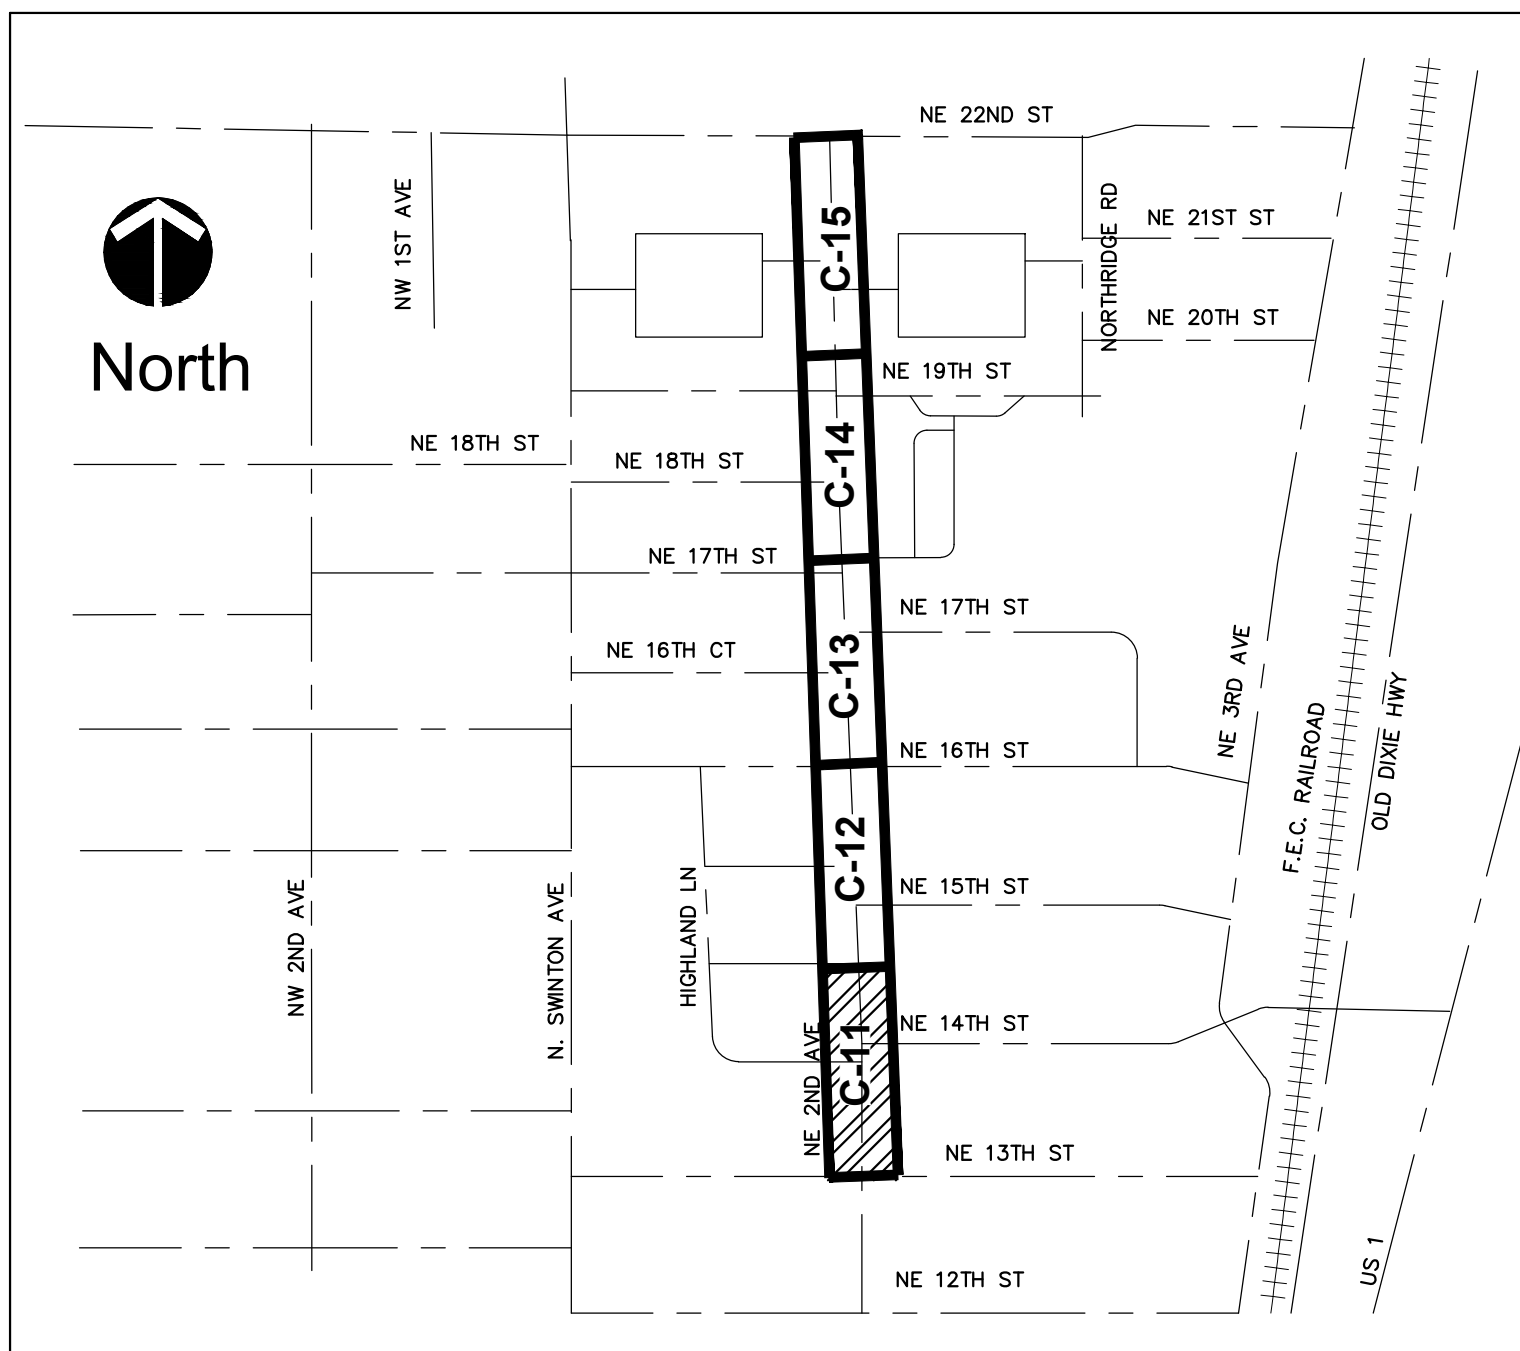 NE 22ND ST
NW 1ST AVE
NORTHRIDGE RD
C-15
NE 21ST ST
NE 20TH ST
North
NE 19TH ST
NE 18TH ST
NE 18TH ST
C-14
NE 17TH ST
NE 17TH ST
NE 16TH CT
C-13
NE 3RD AVE
F.E.C. RAILROAD
OLD DIXIE HWY
NE 16TH ST
C-12
NE 15TH ST
NW 2ND AVE
N. SWINTON AVE
HIGHLAND LN
NE 2ND AVE
C-11
NE 14TH ST
NE 13TH ST
US 1
NE 12TH ST